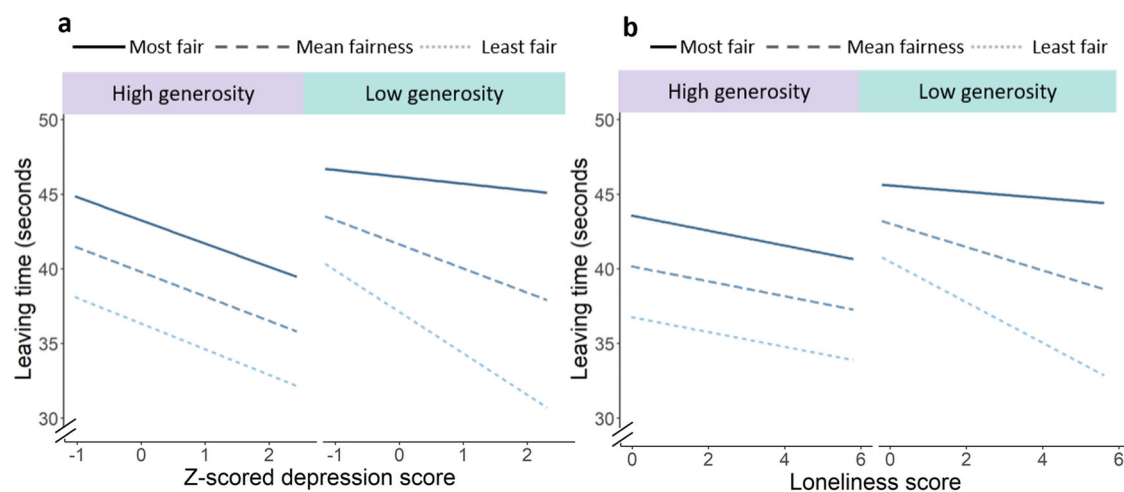 a
Most fair Mean fairness Least fair
High generosity Low generosity
Leaving time (seconds
50
45
40
35
30
-1 0 1 2 -1 0 1 2
Z-scored depression score
b
Most fair Mean fairness Least fair
High generosity Low generosity
Leaving time (seconds
50
45
40
35
30
0 2 4 6 0 2 4 6
Loneliness score